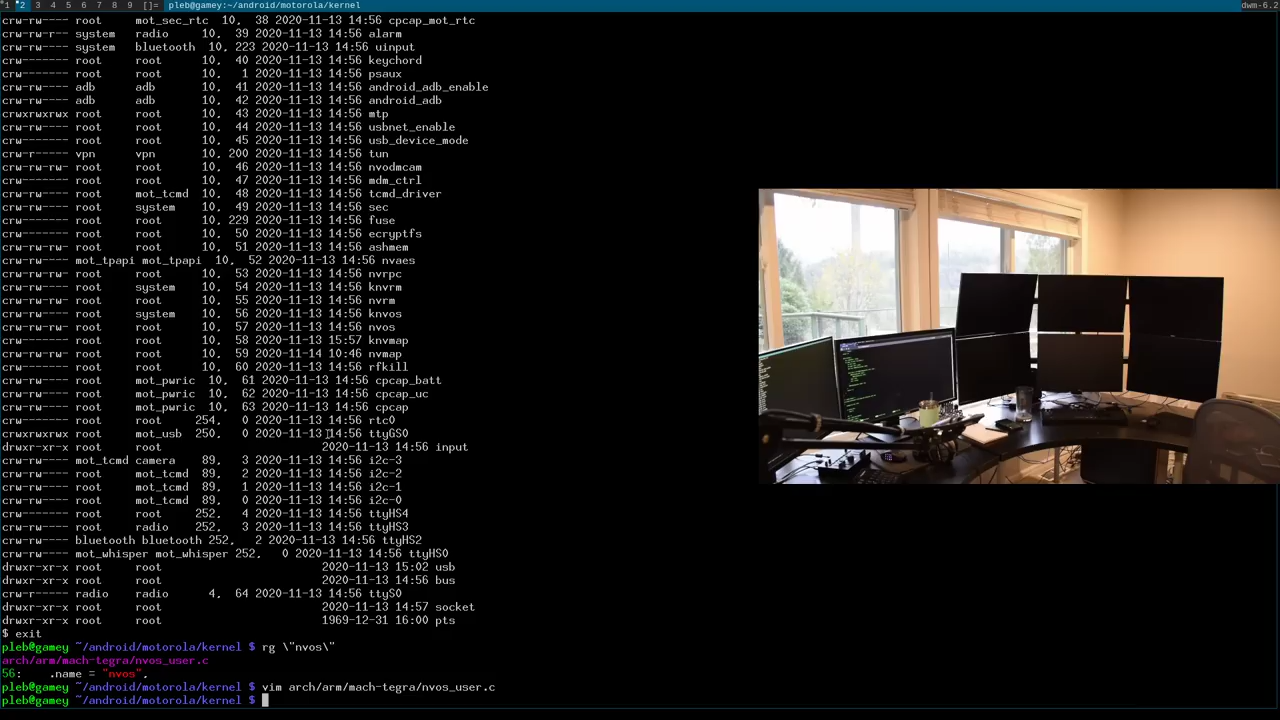 1 2 3 4 5 6 7 8 9 []= pleb@gamey:~/android/motorola/kernel dwm-6.2
crw-rw---- root mot_sec_rtc 10, 38 2020-11-13 14:56 cpcap_mot_rtc
crw-rw-r-- system radio 10, 39 2020-11-13 14:56 alarm
crw-rw---- system bluetooth 10, 223 2020-11-13 14:56 uinput
crw------- root root 10, 40 2020-11-13 14:56 keychord
crw------- root root 10, 1 2020-11-13 14:56 psaux
crw-rw---- adb adb 10, 41 2020-11-13 14:56 android_adb_enable
crw-rw---- adb adb 10, 42 2020-11-13 14:56 android_adb
crwxrwxrwx root root 10, 43 2020-11-13 14:56 mtp
crw------- root root 10, 44 2020-11-13 14:56 usbnet_enable
crw------- root root 10, 45 2020-11-13 14:56 usb_device_mode
crw-r----- vpn vpn 10, 200 2020-11-13 14:56 tun
crw-rw-rw- root root 10, 46 2020-11-13 14:56 nvodmcam
crw------- root root 10, 47 2020-11-13 14:56 mdm_ctrl
crw-rw---- root mot_tcmd 10, 48 2020-11-13 14:56 tcmd_driver
crw-rw---- root system 10, 49 2020-11-13 14:56 sec
crw------- root root 10, 229 2020-11-13 14:56 fuse
crw------- root root 10, 50 2020-11-13 14:56 ecryptfs
crw-rw-rw- root root 10, 51 2020-11-13 14:56 ashmem
crw-rw---- mot_tpapi mot_tpapi 10, 52 2020-11-13 14:56 nvaes
crw-rw-rw- root root 10, 53 2020-11-13 14:56 nvrpc
crw-rw---- root system 10, 54 2020-11-13 14:56 knvrm
crw-rw-rw- root root 10, 55 2020-11-13 14:56 nvrm
crw-rw---- root system 10, 56 2020-11-13 14:56 knvos
crw-rw-rw- root root 10, 57 2020-11-13 14:56 nvos
crw-rw---- root root 10, 58 2020-11-13 15:57 knvmap
crw-rw-rw- root root 10, 59 2020-11-14 10:46 nvmap
crw------- root root 10, 60 2020-11-13 14:56 rfkill
crw-rw---- root mot_pwric 10, 61 2020-11-13 14:56 cpcap_batt
crw-rw---- root mot_pwric 10, 62 2020-11-13 14:56 cpcap_uc
crw-rw---- root mot_pwric 10, 63 2020-11-13 14:56 cpcap
crw-r----- root root 254, 0 2020-11-13 14:56 rtc0
crwxrwxrwx root mot_usb 250, 0 2020-11-13 14:56 ttyGS0
drwxr-xr-x root root 2020-11-13 14:56 input
crw-rw---- mot_tcmd camera 89, 3 2020-11-13 14:56 i2c-3
crw-rw---- root mot_tcmd 89, 2 2020-11-13 14:56 i2c-2
crw-rw---- root mot_tcmd 89, 1 2020-11-13 14:56 i2c-1
crw-rw---- root mot_tcmd 89, 0 2020-11-13 14:56 i2c-0
crw------- root root 252, 4 2020-11-13 14:56 ttyHS4
crw-rw---- root radio 252, 3 2020-11-13 14:56 ttyHS3
crw-rw---- bluetooth bluetooth 252, 2 2020-11-13 14:56 ttyHS2
crw-rw---- mot_whisper mot_whisper 252, 0 2020-11-13 14:56 ttyHS0
drwxr-xr-x root root 2020-11-13 15:02 usb
drwxr-xr-x root root 2020-11-13 14:56 bus
crw-rw---- radio radio 4, 64 2020-11-13 14:56 ttyS0
drwxr-xr-x root root 2020-11-13 14:57 socket
drwxr-xr-x root root 1969-12-31 16:00 pts
$ exit
pleb@gamey ~/android/motorola/kernel $ rg \"nvos\"
arch/arm/mach-tegra/nvos_user.c
56: .name = "nvos",
pleb@gamey ~/android/motorola/kernel $ vim arch/arm/mach-tegra/nvos_user.c
pleb@gamey ~/android/motorola/kernel $